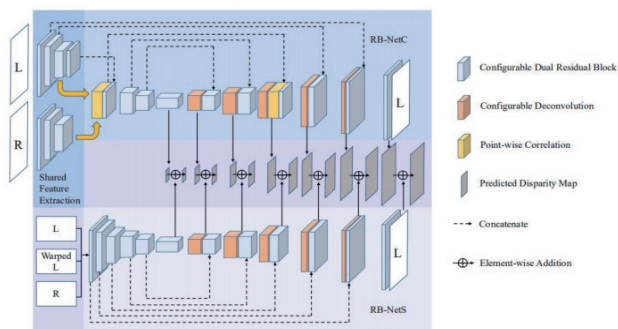 RB-NetC
L
R
L
Shared
Feature
Extraction
L
Warped
L
R
L
RB-NetS
Configurable Dual Residual Block
Configurable Deconvolution
Point-wise Correlation
Predicted Disparity Map
Concatenate
Element-wise Addition